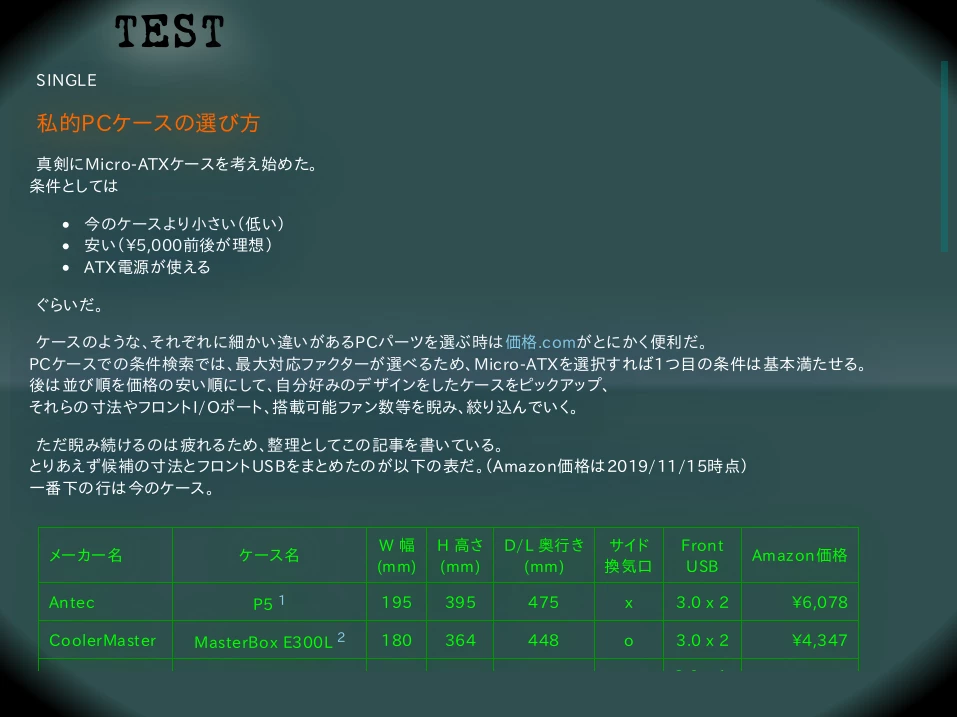 TEST
SINGLE
私的PCケースの選び方
真剣にMicro-ATXケースを考え始めた。
条件としては
• 今のケースより小さい(低い)
• 安い(¥5,000前後が理想)
• ATX電源が使える
ぐらいだ。
ケースのような、それぞれに細かい違いがあるPCパーツを選ぶ時は価格.comがとにかく便利だ。
PCケースでの条件検索では、最大対応ファクターが選べるため、Micro-ATXを選択すれば1つ目の条件は基本満たせる。
後は並び順を価格の安い順にして、自分好みのデザインをしたケースをピックアップ、
それらの寸法やフロントI/Oポート、搭載可能ファン数等を睨み、絞り込んでいく。
ただ睨み続けるのは疲れるため、整理としてこの記事を書いている。
とりあえず候補の寸法とフロントUSBをまとめたのが以下の表だ。(Amazon価格は2019/11/15時点)
一番下の行は今のケース。
メーカー名 ケース名 W 幅 (mm) H 高さ (mm) D/L 奥行き (mm) サイド 換気口 Front USB Amazon価格
Antec P5 1 195 395 475 x 3.0 x 2 ¥6,078
CoolerMaster MasterBox E300L 2 180 364 448 o 3.0 x 2 ¥4,347